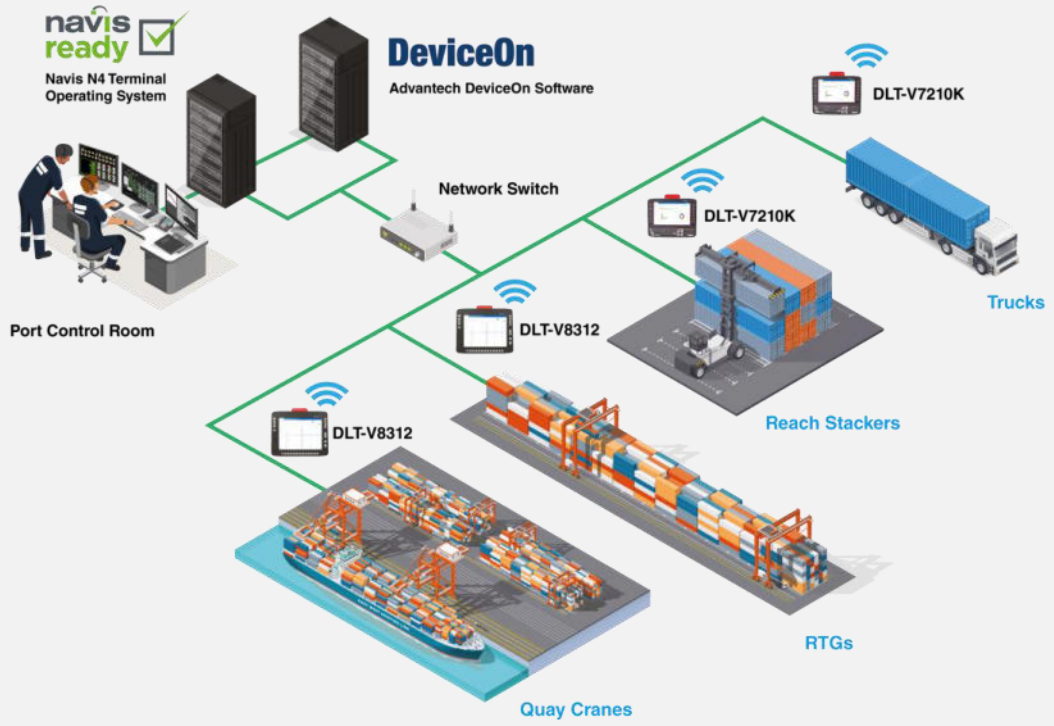 navis
ready
Navis N4 Terminal
Operating System
DeviceOn
Advantech DeviceOn Software
DLT-V7210K
Network Switch
DLT-V7210K
Trucks
Port Control Room
DLT-V8312
Reach Stackers
DLT-V8312
RTGs
Quay Cranes